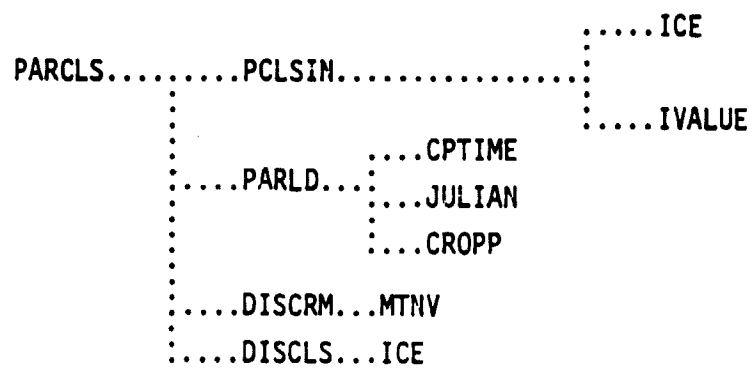 .....ICE
PARCLS.........PCLSIN................
.....IVALUE
....CPTIME
.....PARLD...
....JULIAN
....CROPP
.....DISCRM...MTNV
.....DISCLS...ICE